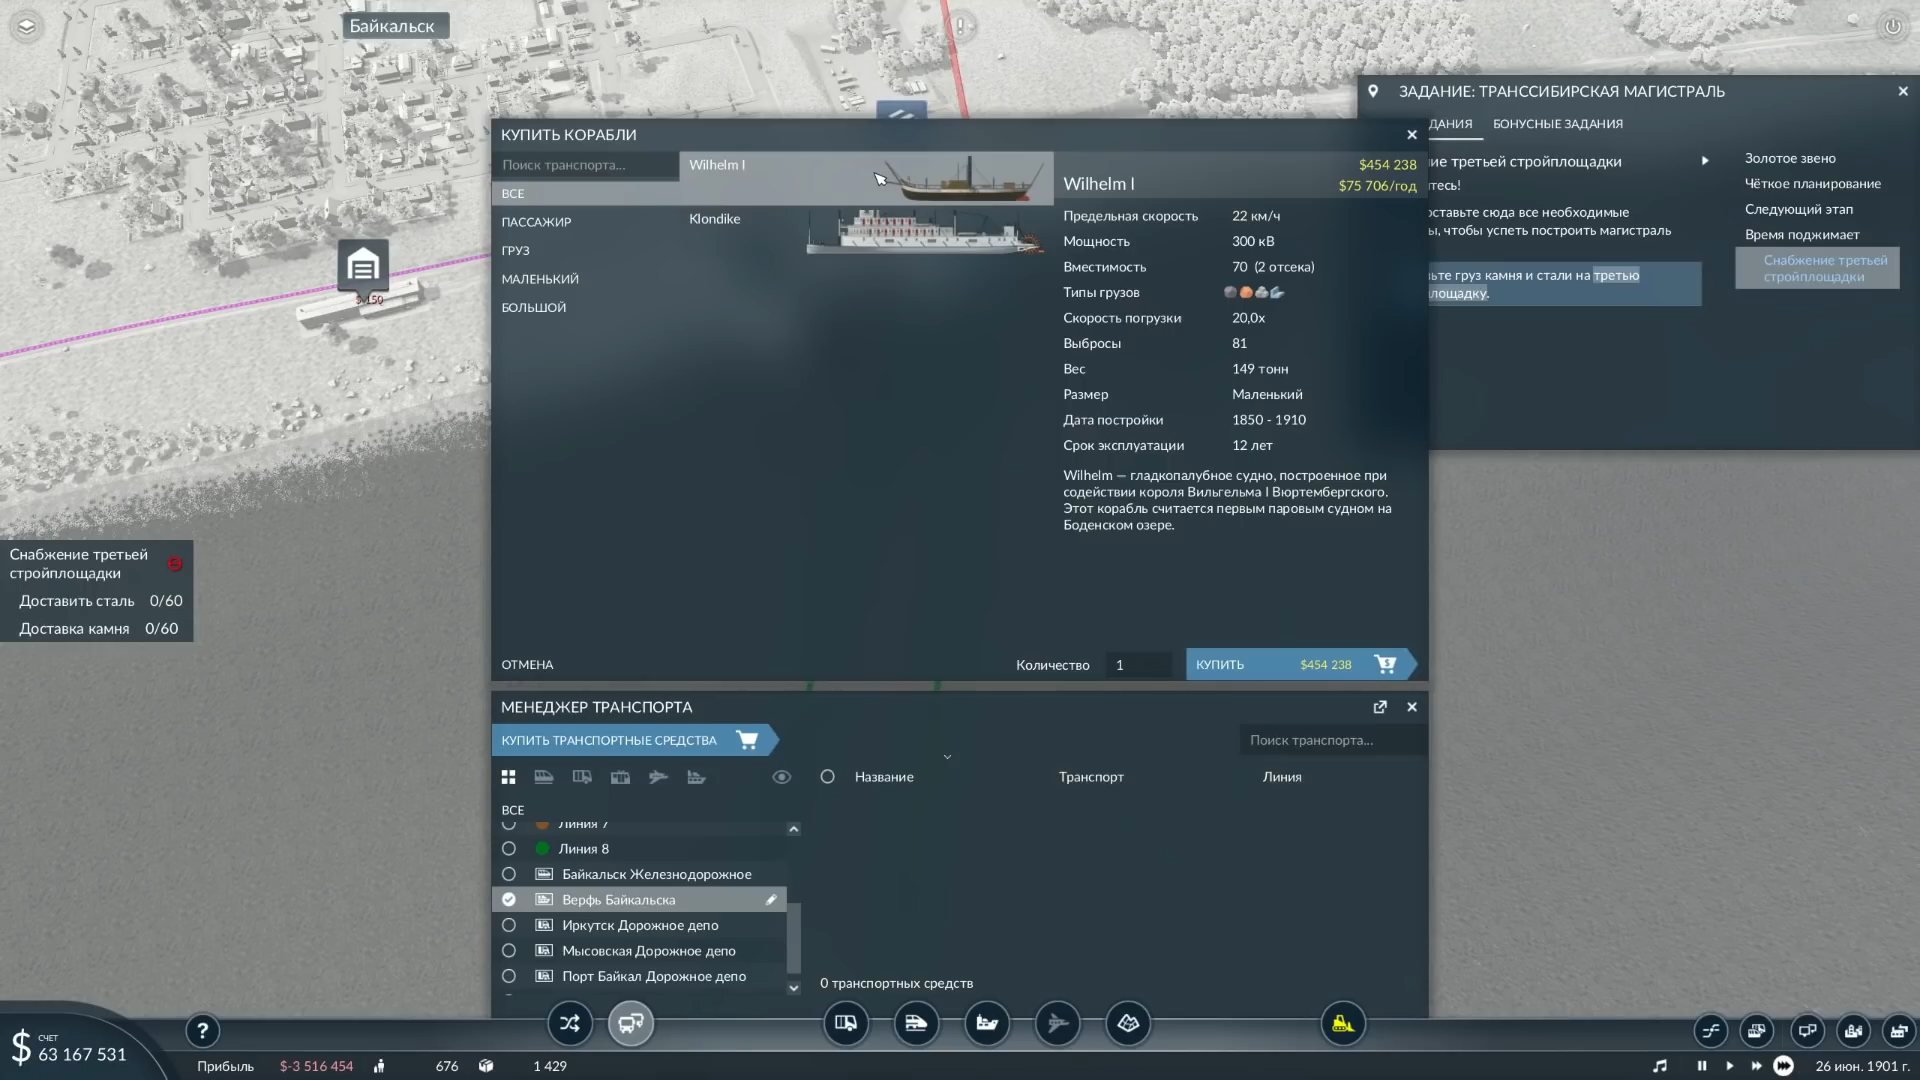 Байкальск
$-150
КУПИТЬ КОРАБЛИ
Поиск транспорта...
ВСЕ
ПАССАЖИР
ГРУЗ
МАЛЕНЬКИЙ
БОЛЬШОЙ
Wilhelm I
Klondike
Wilhelm I
$454 238
$75 706/год
Предельная скорость 22 км/ч
Мощность 300 кВ
Вместимость 70 (2 отсека)
Типы грузов
Скорость погрузки 20,0x
Выбросы 81
Вес 149 тонн
Размер Маленький
Дата постройки 1850 - 1910
Срок эксплуатации 12 лет
Wilhelm — гладкопалубное судно, построенное при
содействии короля Вильгельма I Вюртембергского.
Этот корабль считается первым паровым судном на
Боденском озере.
ОТМЕНА
Количество 1
КУПИТЬ $454 238
ЗАДАНИЕ: ТРАНССИБИРСКАЯ МАГИСТРАЛЬ
ДАНИЯ БОНУСНЫЕ ЗАДАНИЯ
ие третьей стройплощадки
тесь!
оставьте сюда все необходимые
ы, чтобы успеть построить магистраль
ьте груз камня и стали на третью
лощадку.
Золотое звено
Чёткое планирование
Следующий этап
Время поджимает
Снабжение третьей
стройплощадки
Снабжение третьей
стройплощадки
Доставить сталь 0/60
Доставка камня 0/60
МЕНЕДЖЕР ТРАНСПОРТА
КУПИТЬ ТРАНСПОРТНЫЕ СРЕДСТВА
Поиск транспорта...
Название Транспорт Линия
ВСЕ
Линия 7
Линия 8
Байкальск Железнодорожное
Верфь Байкальска
Иркутск Дорожное депо
Мысовская Дорожное депо
Порт Байкал Дорожное депо
0 транспортных средств
СЧЕТ
$ 63 167 531
?
Прибыль $-3 516 454 676 1 429
26 июн. 1901 г.